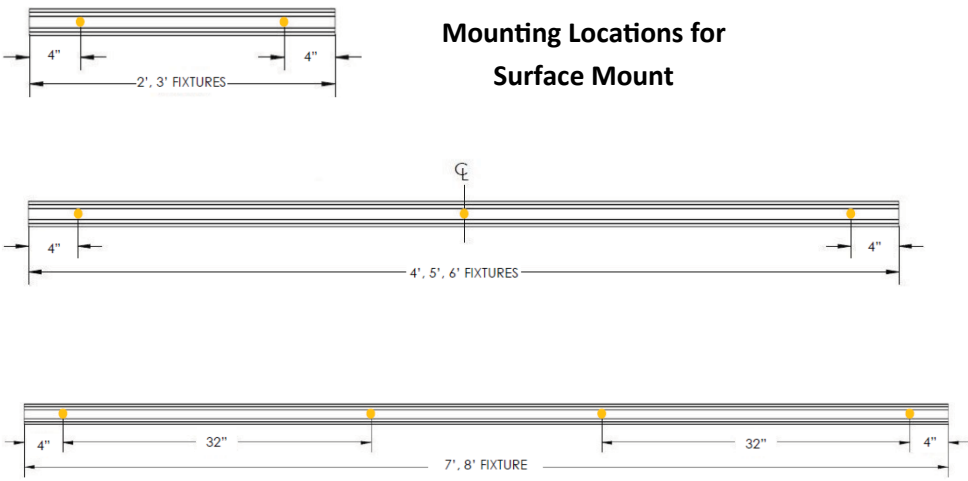 Mounting Locations for
Surface Mount
4" 4"
2', 3' FIXTURES
℄
4" 4"
4', 5', 6' FIXTURES
4" 32" 32" 4"
7', 8' FIXTURE